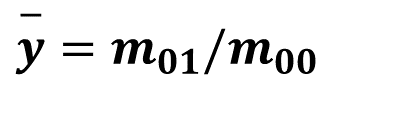 ȳ = m₀₁/m₀₀